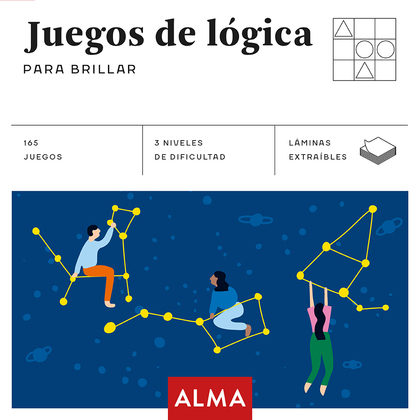 Juegos de lógica
PARA BRILLAR
165
JUEGOS
3 NIVELES
DE DIFICULTAD
LÁMINAS
EXTRAÍBLES
ALMA